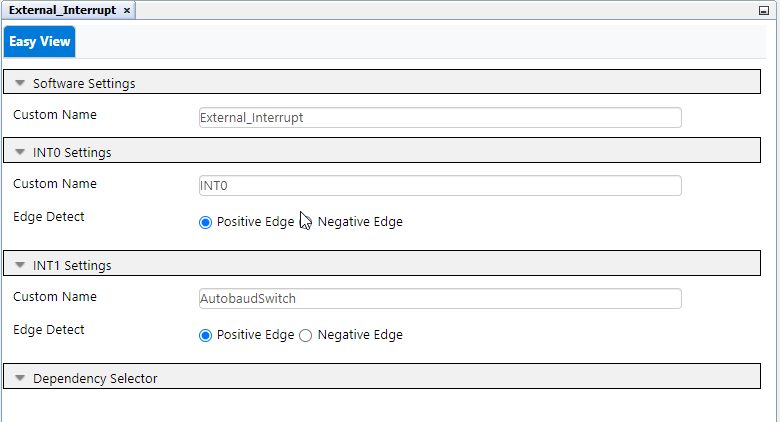 External_Interrupt ×
Easy View
Software Settings
Custom Name External_Interrupt
INT0 Settings
Custom Name INT0
Edge Detect Positive Edge Negative Edge
INT1 Settings
Custom Name AutobaudSwitch
Edge Detect Positive Edge Negative Edge
Dependency Selector